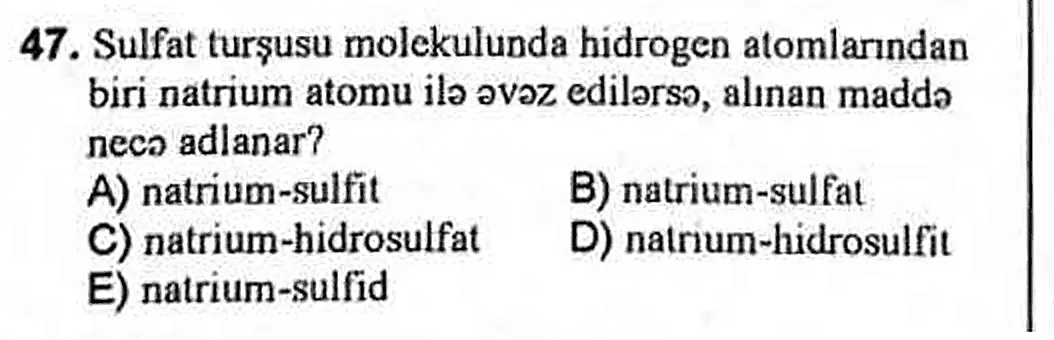 47. Sulfat turşusu molekulunda hidrogen atomlarından
biri natrium atomu ilə əvəz edilərsə, alınan maddə
necə adlanar?
A) natrium-sulfit B) natrium-sulfat
C) natrium-hidrosulfat D) natrium-hidrosulfit
E) natrium-sulfid